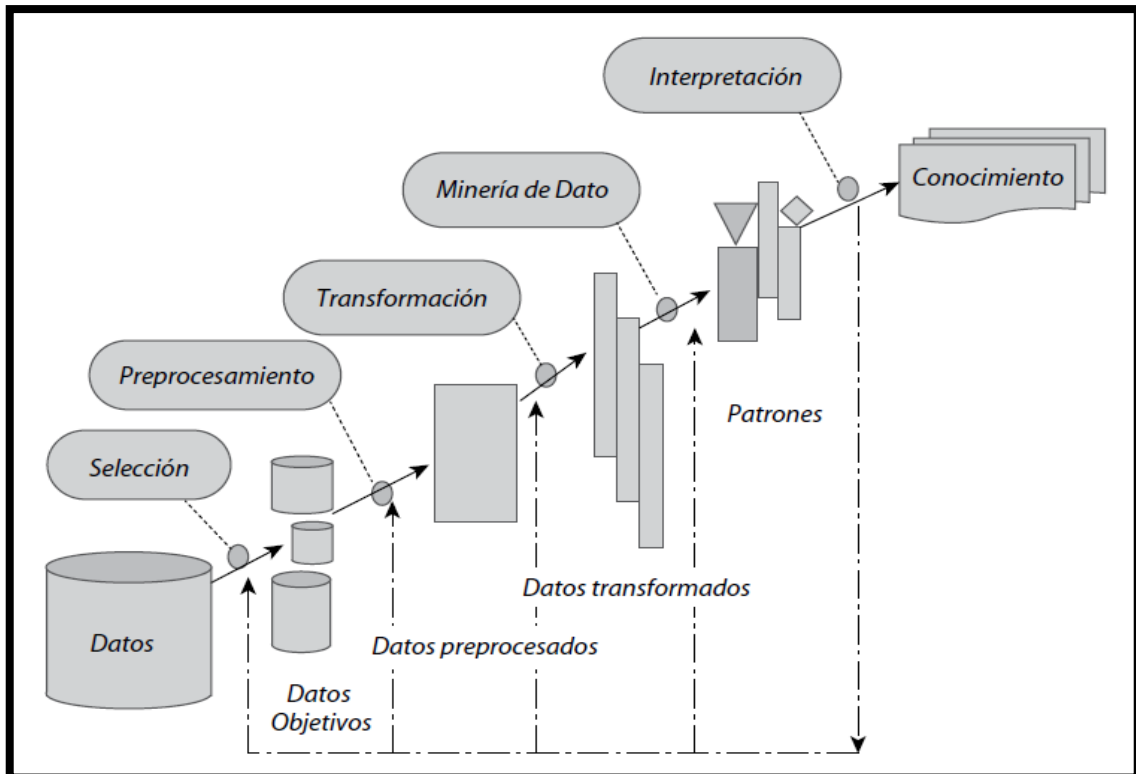 Interpretación
Conocimiento
Minería de Dato
Transformación
Preprocesamiento
Patrones
Selección
Datos transformados
Datos
Datos preprocesados
Datos
Objetivos